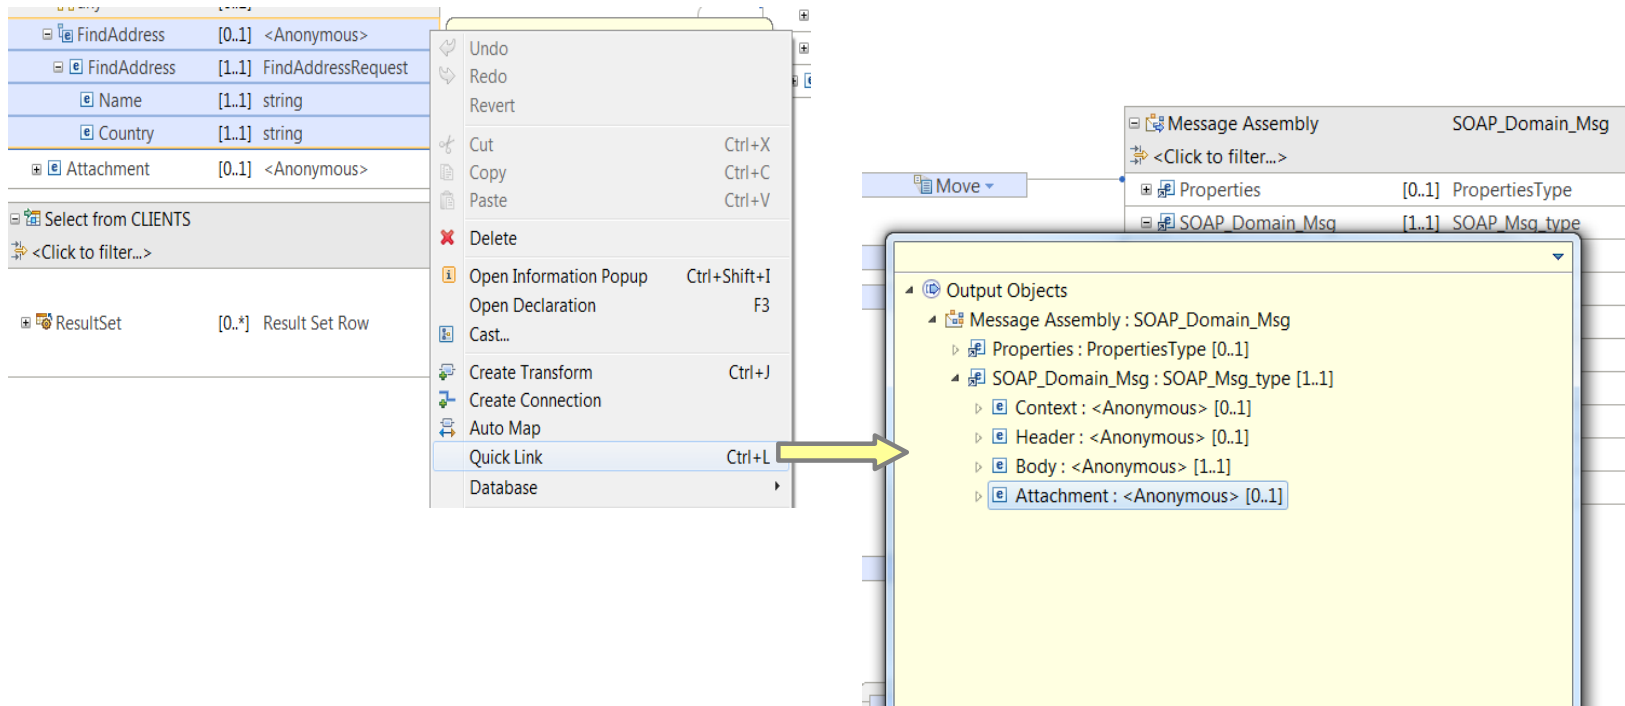 FindAddress [0..1] <Anonymous>
FindAddress [1..1] FindAddressRequest
Name [1..1] string
Country [1..1] string
Attachment [0..1] <Anonymous>
Select from CLIENTS
<Click to filter...>
ResultSet [0..*] Result Set Row
Undo
Redo
Revert
Cut Ctrl+X
Copy Ctrl+C
Paste Ctrl+V
Delete
Open Information Popup Ctrl+Shift+I
Open Declaration F3
Cast...
Create Transform Ctrl+J
Create Connection
Auto Map
Quick Link Ctrl+L
Database
Message Assembly SOAP_Domain_Msg
<Click to filter...>
Move
Properties [0..1] PropertiesType
SOAP_Domain_Msg [1..1] SOAP_Msg_type
Output Objects
Message Assembly : SOAP_Domain_Msg
Properties : PropertiesType [0..1]
SOAP_Domain_Msg : SOAP_Msg_type [1..1]
Context : <Anonymous> [0..1]
Header : <Anonymous> [0..1]
Body : <Anonymous> [1..1]
Attachment : <Anonymous> [0..1]